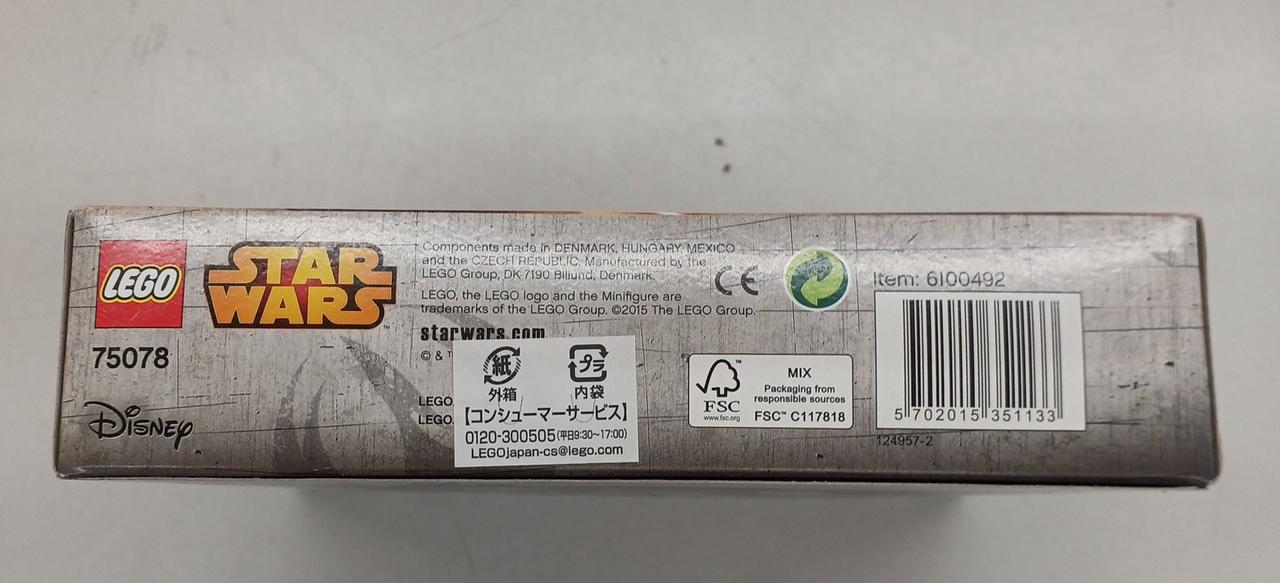 LEGO
STAR
WARS
75078
Disney
Components made in DENMARK, HUNGARY, MEXICO
and the CZECH REPUBLIC. Manufactured by the
LEGO Group, DK 7190 Billund, Denmark.
LEGO, the LEGO logo and the Minifigure are
trademarks of the LEGO Group. ©2015 The LEGO Group.
starwars.com
© &
LEGO
LEGO
紙 プラ
外箱 内袋
【コンシューマーサービス】
0120-300505(平日9:30~17:00)
LEGOjapan-cs@lego.com
CE
FSC
www.fsc.org
MIX
Packaging from
responsible sources
FSC™ C117818
Item: 6100492
5 702015 351133
124957-2